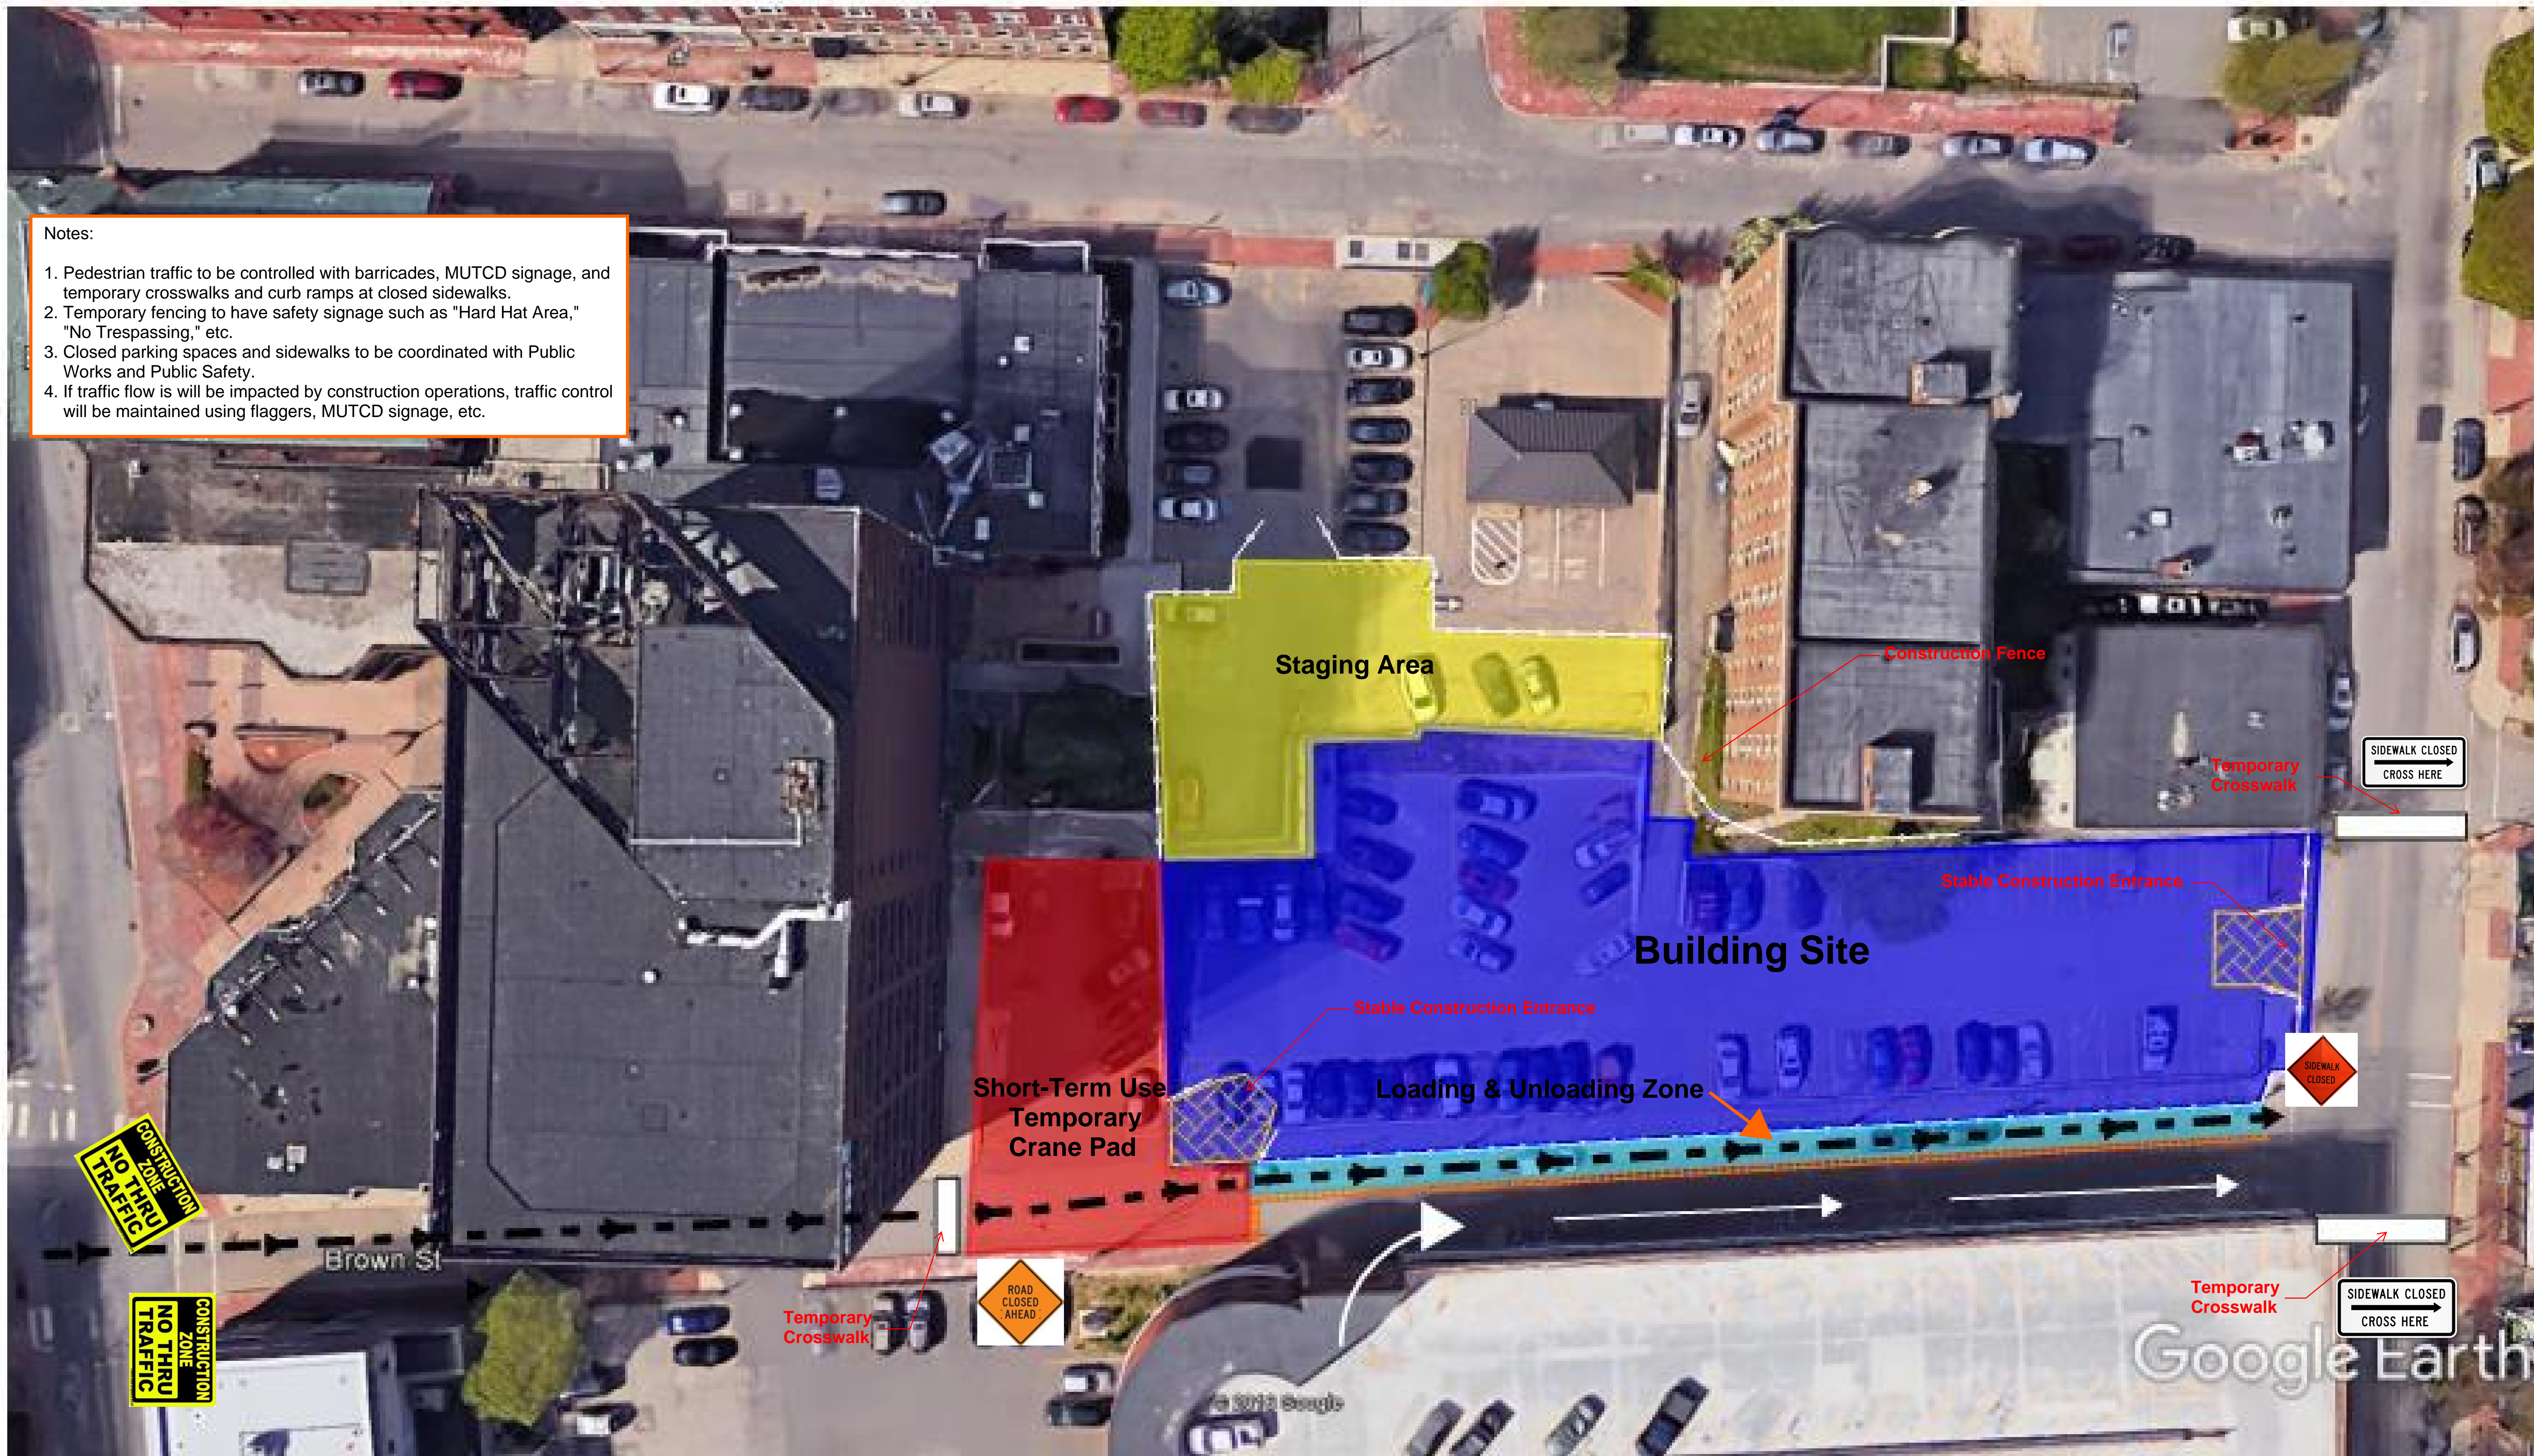 Notes:
1. Pedestrian traffic to be controlled with barricades, MUTCD signage, and
temporary crosswalks and curb ramps at closed sidewalks.
2. Temporary fencing to have safety signage such as "Hard Hat Area,"
"No Trespassing," etc.
3. Closed parking spaces and sidewalks to be coordinated with Public
Works and Public Safety.
4. If traffic flow is will be impacted by construction operations, traffic control
will be maintained using flaggers, MUTCD signage, etc.
Staging Area
Construction Fence
SIDEWALK CLOSED
CROSS HERE
Temporary
Crosswalk
Stable Construction Entrance
Building Site
Stable Construction Entrance
Short-Term Use
Temporary
Crane Pad
Loading & Unloading Zone
SIDEWALK
CLOSED
CONSTRUCTION
ZONE
NO THRU
TRAFFIC
Brown St
CONSTRUCTION
ZONE
NO THRU
TRAFFIC
ROAD
CLOSED
AHEAD
Temporary
Crosswalk
Temporary
Crosswalk
SIDEWALK CLOSED
CROSS HERE
Google Earth
Google